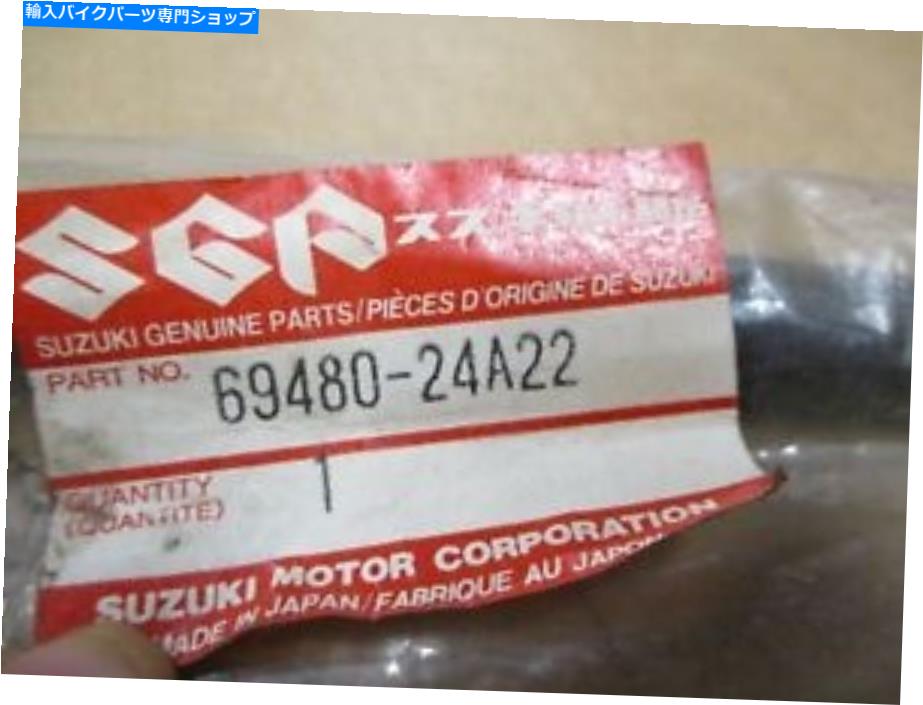 輸入バイクパーツ専門ショップ
SGP スズ
SUZUKI GENUINE PARTS/PIÈCES D'ORIGINE DE SUZUKI
PART NO. 69480-24A22
QUANTITY 1
(QUANTITE)
SUZUKI MOTOR CORPORATION
MADE IN JAPAN/FABRIQUE AU JAPON